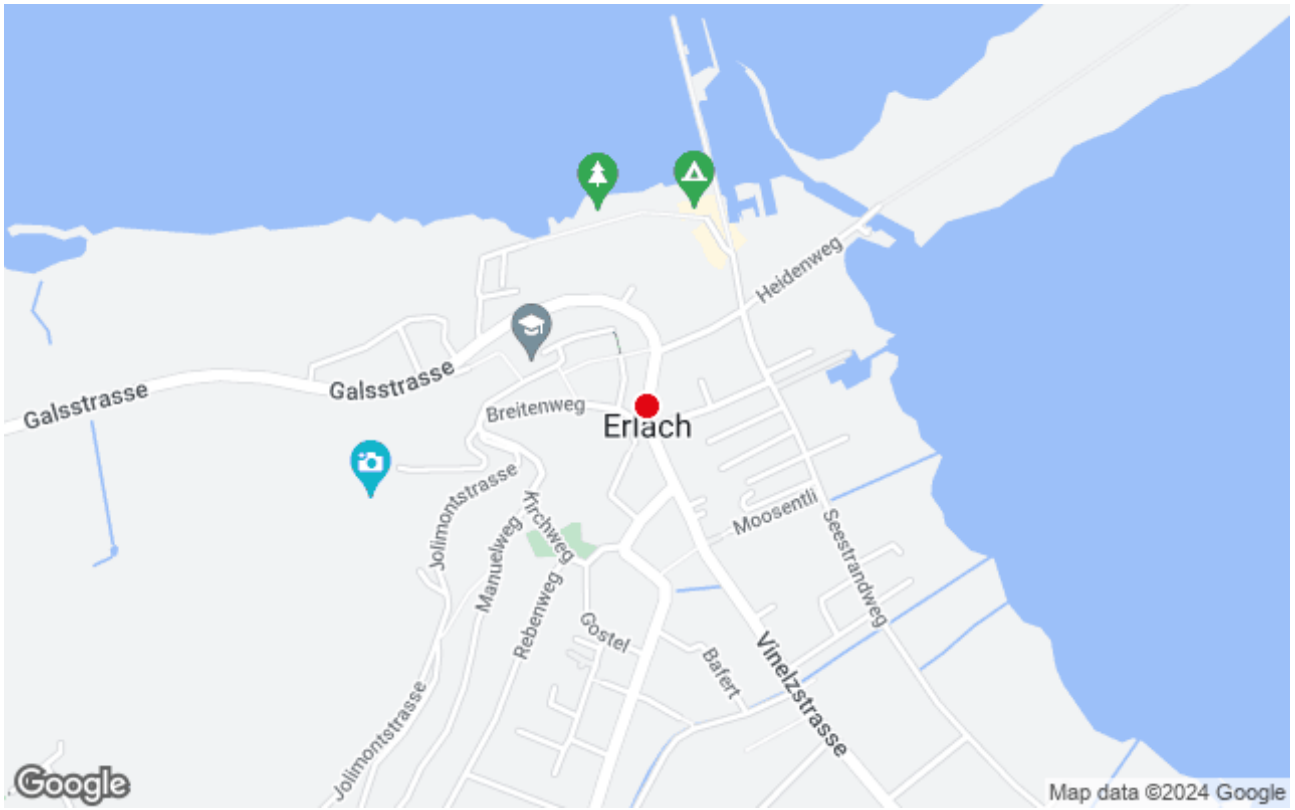 Heidenweg
Galsstrasse
Galsstrasse
Breitenweg
Erlach
Jolimontstrasse
Kirchweg
Manuelweg
Moosentli
Seestrandweg
Rebenweg
Gostel
Bafert
Vinelzstrasse
Jolimontstrasse
Google
Map data ©2024 Google